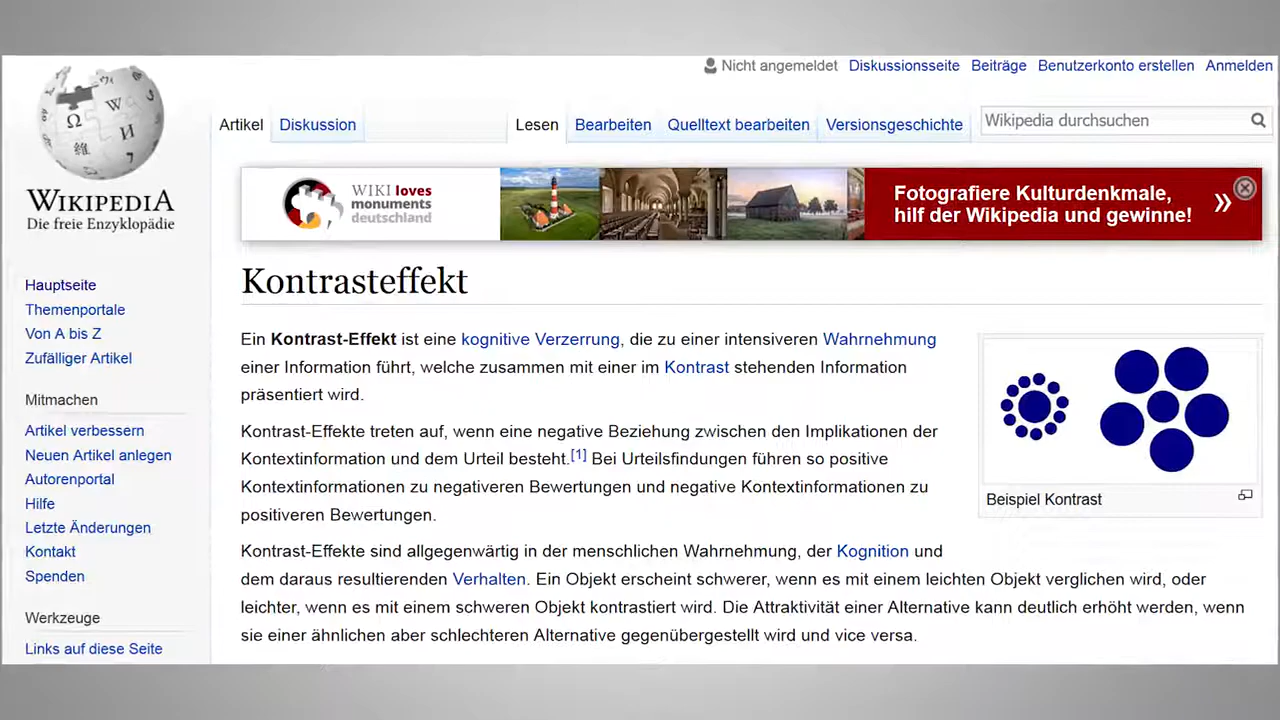 Nicht angemeldet Diskussionsseite Beiträge Benutzerkonto erstellen Anmelden
Artikel Diskussion Lesen Bearbeiten Quelltext bearbeiten Versionsgeschichte Wikipedia durchsuchen
Ω W И 維
WIKIPEDIA
Die freie Enzyklopädie
WIKI loves
monuments
deutschland
Fotografiere Kulturdenkmale,
hilf der Wikipedia und gewinne!
Hauptseite
Themenportale
Von A bis Z
Zufälliger Artikel
Mitmachen
Artikel verbessern
Neuen Artikel anlegen
Autorenportal
Hilfe
Letzte Änderungen
Kontakt
Spenden
Werkzeuge
Links auf diese Seite
Kontrasteffekt
Ein Kontrast-Effekt ist eine kognitive Verzerrung, die zu einer intensiveren Wahrnehmung
einer Information führt, welche zusammen mit einer im Kontrast stehenden Information
präsentiert wird.
Kontrast-Effekte treten auf, wenn eine negative Beziehung zwischen den Implikationen der
Kontextinformation und dem Urteil besteht.[1] Bei Urteilsfindungen führen so positive
Kontextinformationen zu negativeren Bewertungen und negative Kontextinformationen zu
positiveren Bewertungen.
Beispiel Kontrast
Kontrast-Effekte sind allgegenwärtig in der menschlichen Wahrnehmung, der Kognition und
dem daraus resultierenden Verhalten. Ein Objekt erscheint schwerer, wenn es mit einem leichten Objekt verglichen wird, oder
leichter, wenn es mit einem schweren Objekt kontrastiert wird. Die Attraktivität einer Alternative kann deutlich erhöht werden, wenn
sie einer ähnlichen aber schlechteren Alternative gegenübergestellt wird und vice versa.